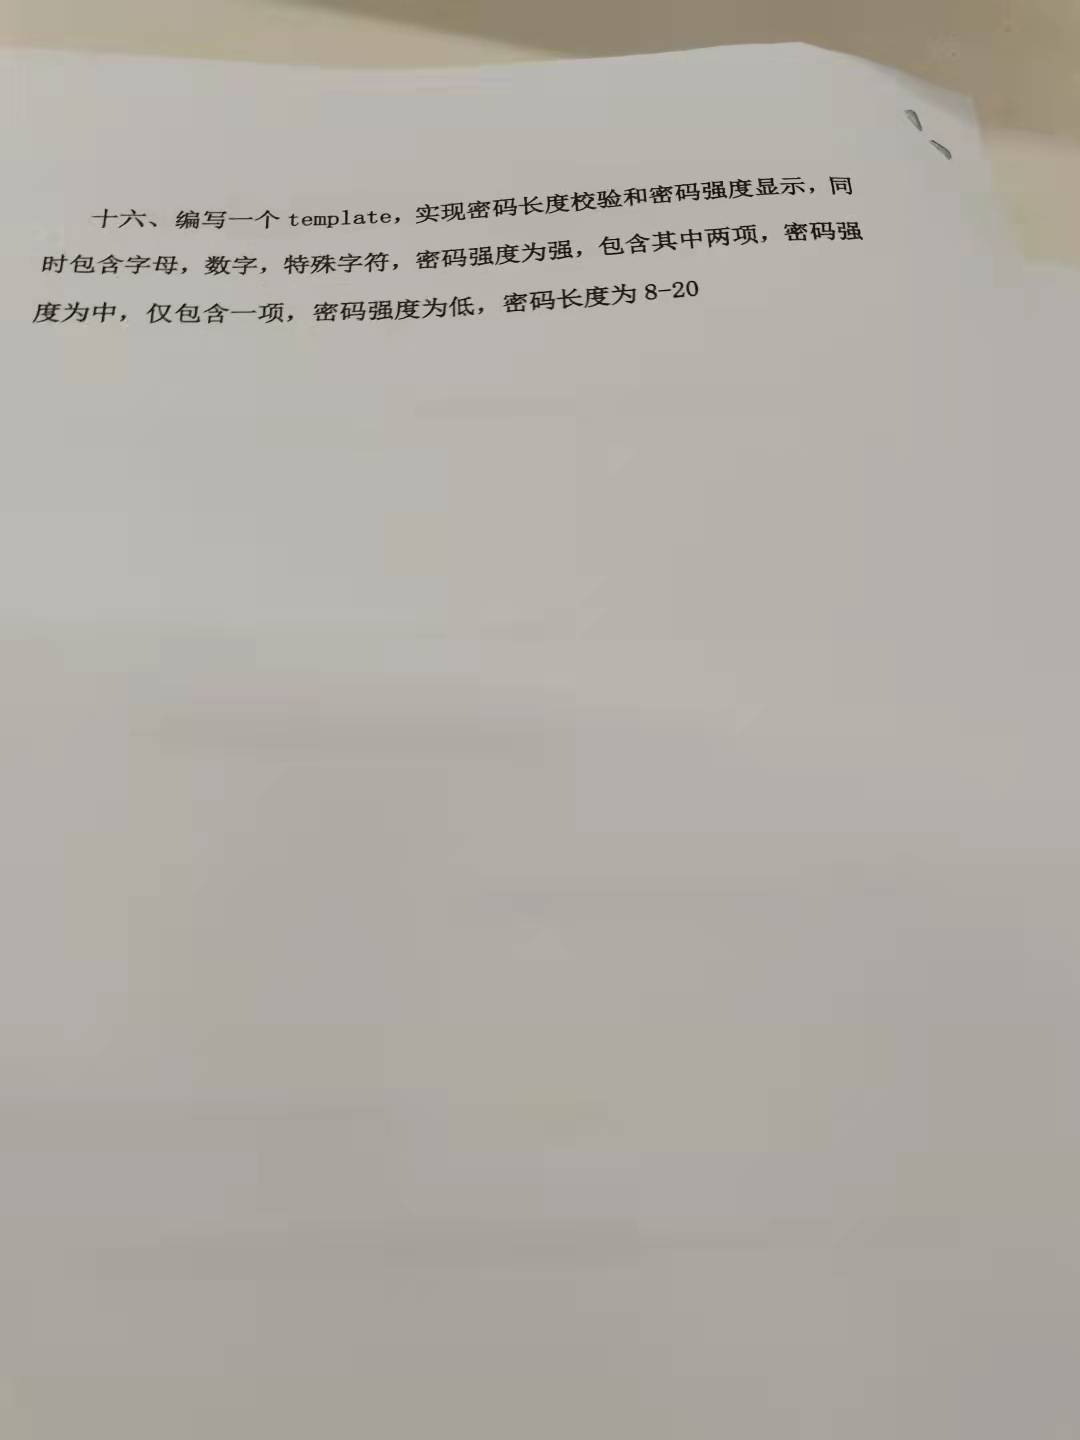 十六、编写一个 template，实现密码长度校验和密码强度显示，同
时包含字母，数字，特殊字符，密码强度为强，包含其中两项，密码强
度为中，仅包含一项，密码强度为低，密码长度为 8-20